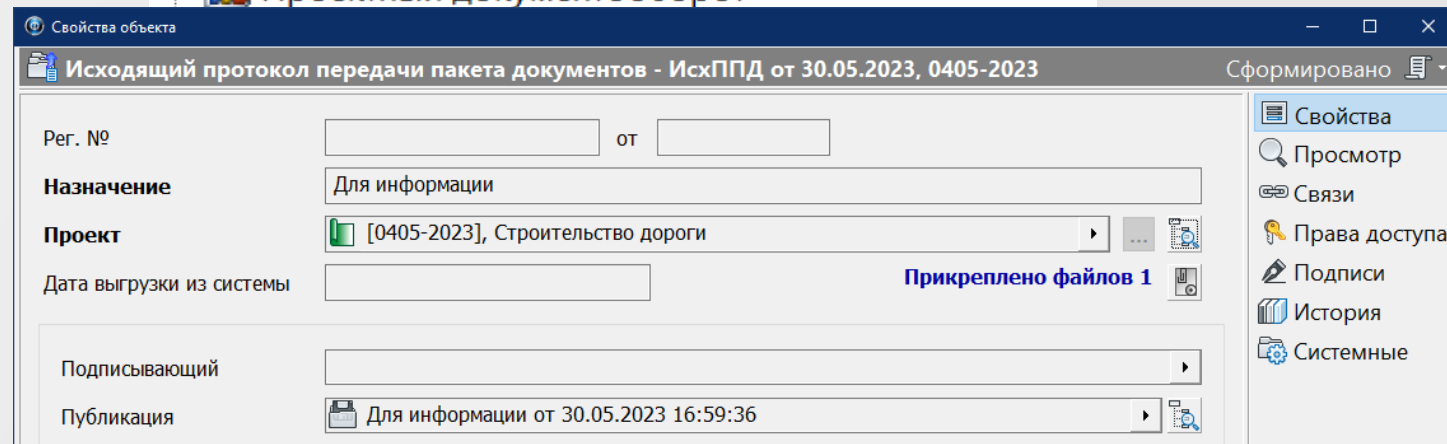 Свойства объекта
Исходящий протокол передачи пакета документов - ИсхППД от 30.05.2023, 0405-2023 Сформировано
Рег. № от
Назначение Для информации
Проект [0405-2023], Строительство дороги ...
Дата выгрузки из системы Прикреплено файлов 1
Подписывающий
Публикация Для информации от 30.05.2023 16:59:36
Свойства
Просмотр
Связи
Права доступа
Подписи
История
Системные